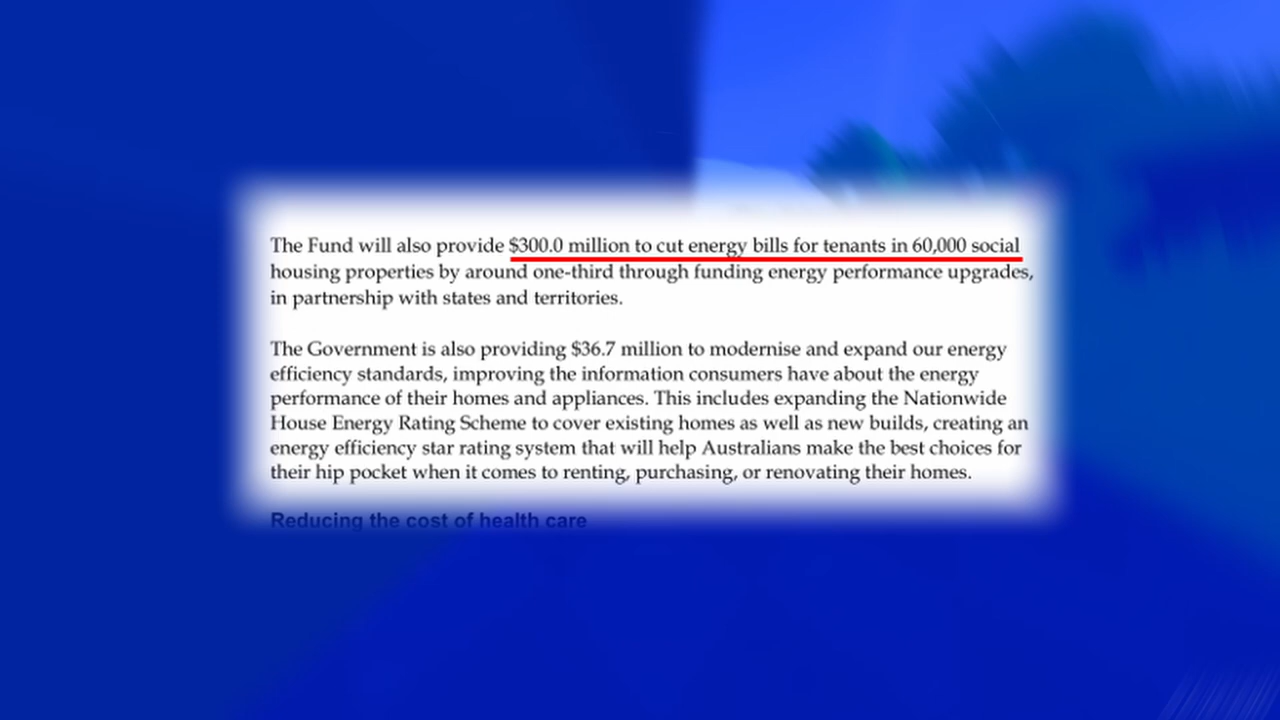 The Fund will also provide $300.0 million to cut energy bills for tenants in 60,000 social
housing properties by around one-third through funding energy performance upgrades,
in partnership with states and territories.
The Government is also providing $36.7 million to modernise and expand our energy
efficiency standards, improving the information consumers have about the energy
performance of their homes and appliances. This includes expanding the Nationwide
House Energy Rating Scheme to cover existing homes as well as new builds, creating an
energy efficiency star rating system that will help Australians make the best choices for
their hip pocket when it comes to renting, purchasing, or renovating their homes.
Reducing the cost of health care